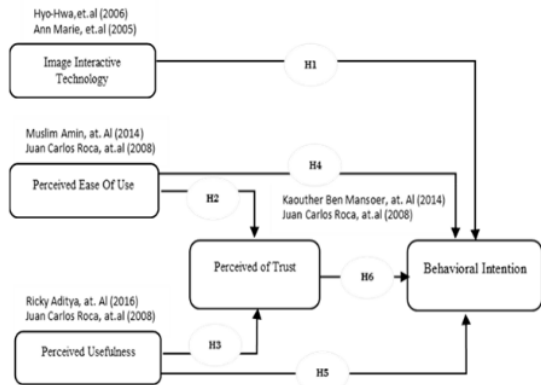 Hyo-Hwa,et.al (2006)
Ann Marie, et.al (2005)
Image Interactive
Technology
H1
Muslim Amin, at. Al (2014)
Juan Carlos Roca, at.al (2008)
Perceived Ease Of Use
H4
H2
Kaouther Ben Mansoer, at. Al (2014)
Juan Carlos Roca, at.al (2008)
Perceived of Trust
H6
Behavioral Intention
Ricky Aditya, at. Al (2016)
Juan Carlos Roca, at.al (2008)
Perceived Usefulness
H3
H5